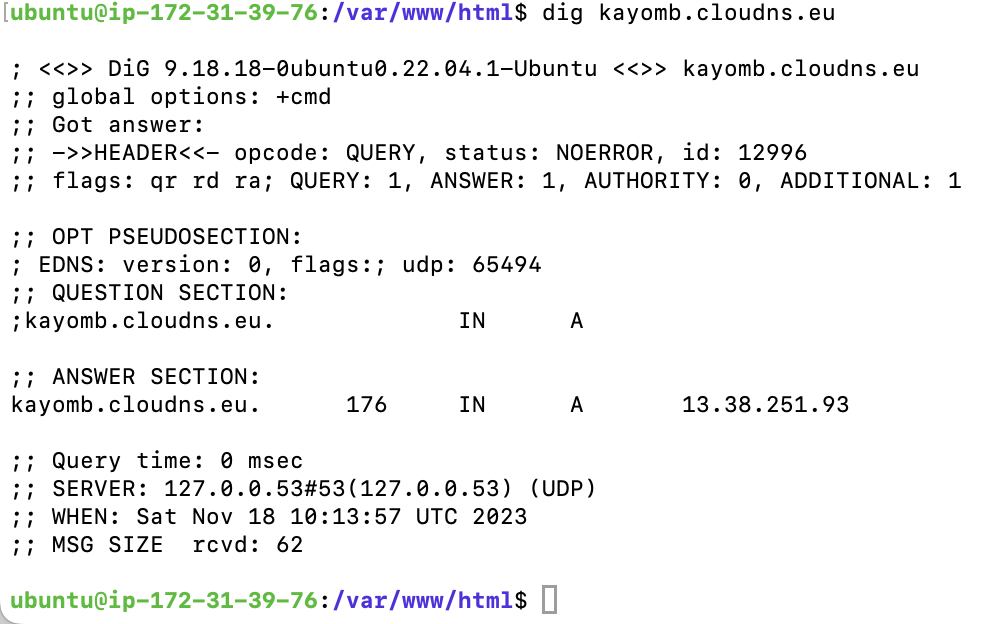 [ubuntu@ip-172-31-39-76:/var/www/html$ dig kayomb.cloudns.eu
; <<>> DiG 9.18.18-0ubuntu0.22.04.1-Ubuntu <<>> kayomb.cloudns.eu
;; global options: +cmd
;; Got answer:
;; ->>HEADER<<- opcode: QUERY, status: NOERROR, id: 12996
;; flags: qr rd ra; QUERY: 1, ANSWER: 1, AUTHORITY: 0, ADDITIONAL: 1
;; OPT PSEUDOSECTION:
; EDNS: version: 0, flags:; udp: 65494
;; QUESTION SECTION:
;kayomb.cloudns.eu. IN A
;; ANSWER SECTION:
kayomb.cloudns.eu. 176 IN A 13.38.251.93
;; Query time: 0 msec
;; SERVER: 127.0.0.53#53(127.0.0.53) (UDP)
;; WHEN: Sat Nov 18 10:13:57 UTC 2023
;; MSG SIZE rcvd: 62
ubuntu@ip-172-31-39-76:/var/www/html$